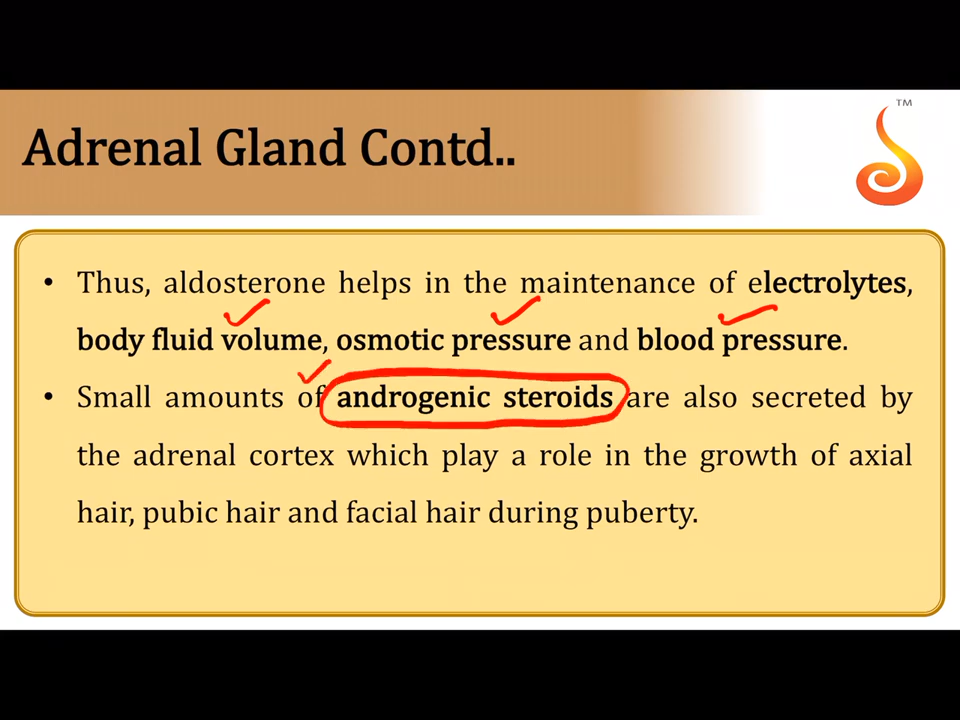 TM
Adrenal Gland Contd..
• Thus, aldosterone helps in the maintenance of electrolytes,
body fluid volume, osmotic pressure and blood pressure.
• Small amounts of androgenic steroids are also secreted by
the adrenal cortex which play a role in the growth of axial
hair, pubic hair and facial hair during puberty.